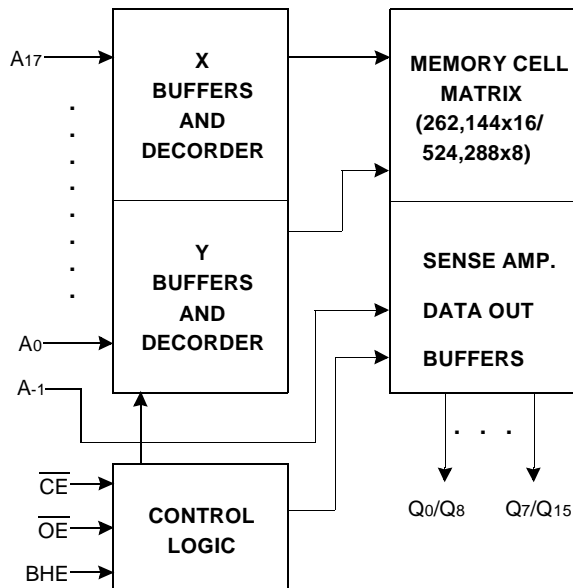 A17
A0
A-1
X
BUFFERS
AND
DECORDER
Y
BUFFERS
AND
DECORDER
MEMORY CELL
MATRIX
(262,144x16/
524,288x8)
SENSE AMP.
DATA OUT
BUFFERS
CE
OE
BHE
CONTROL
LOGIC
. . .
Q0/Q8
Q7/Q15